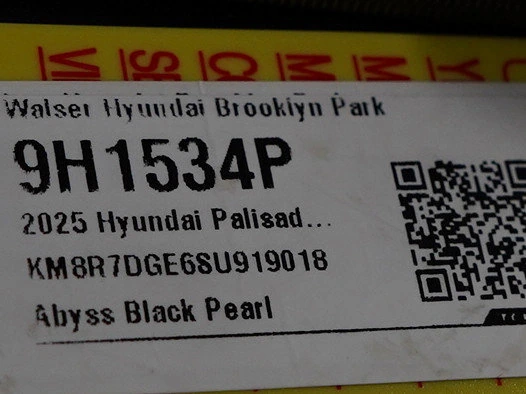 Walser Hyundai Brooklyn Park
9H1534P
2025 Hyundai Palisad...
KM8R7DGE6SU919018
Abyss Black Pearl